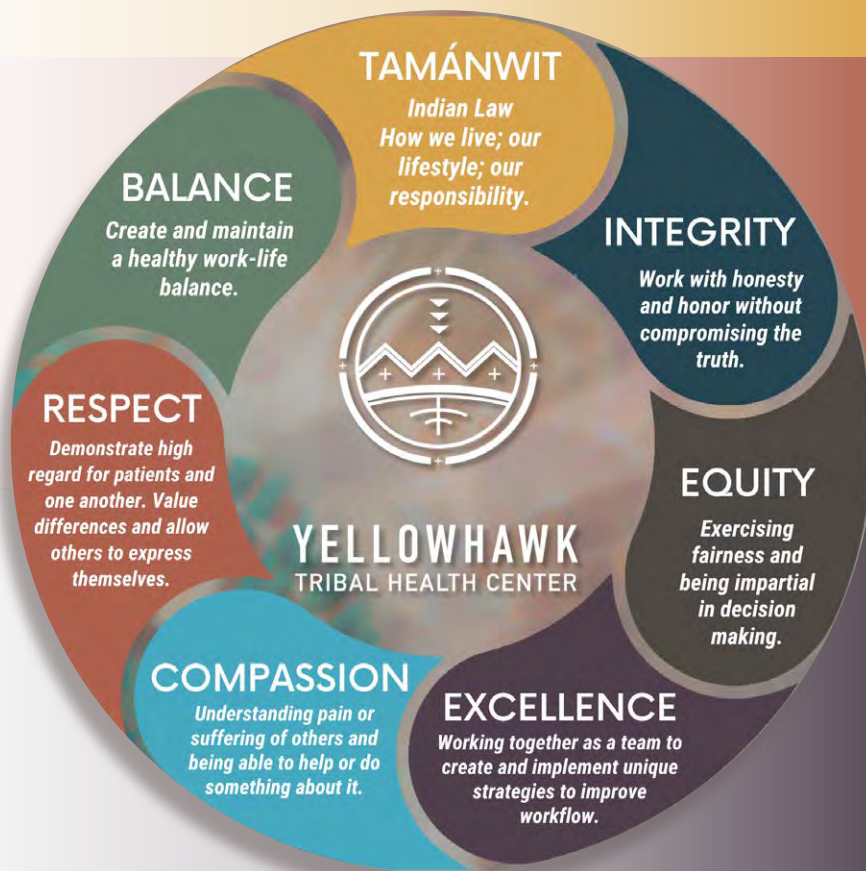 TAMÁNWIT
Indian Law
How we live; our
lifestyle; our
responsibility.
INTEGRITY
Work with honesty
and honor without
compromising the
truth.
EQUITY
Exercising
fairness and
being impartial
in decision
making.
EXCELLENCE
Working together as a team to
create and implement unique
strategies to improve
workflow.
COMPASSION
Understanding pain or
suffering of others and
being able to help or do
something about it.
RESPECT
Demonstrate high
regard for patients and
one another. Value
differences and allow
others to express
themselves.
BALANCE
Create and maintain
a healthy work-life
balance.
YELLOWHAWK
TRIBAL HEALTH CENTER